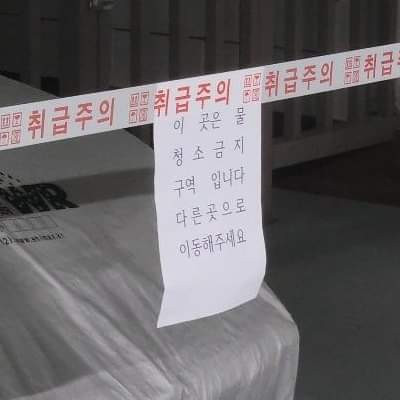 취급주의 취급주의 취급주의 취급주
이 곳은 물
청소금지
구역 입니다
다른곳으로
이동해주세요